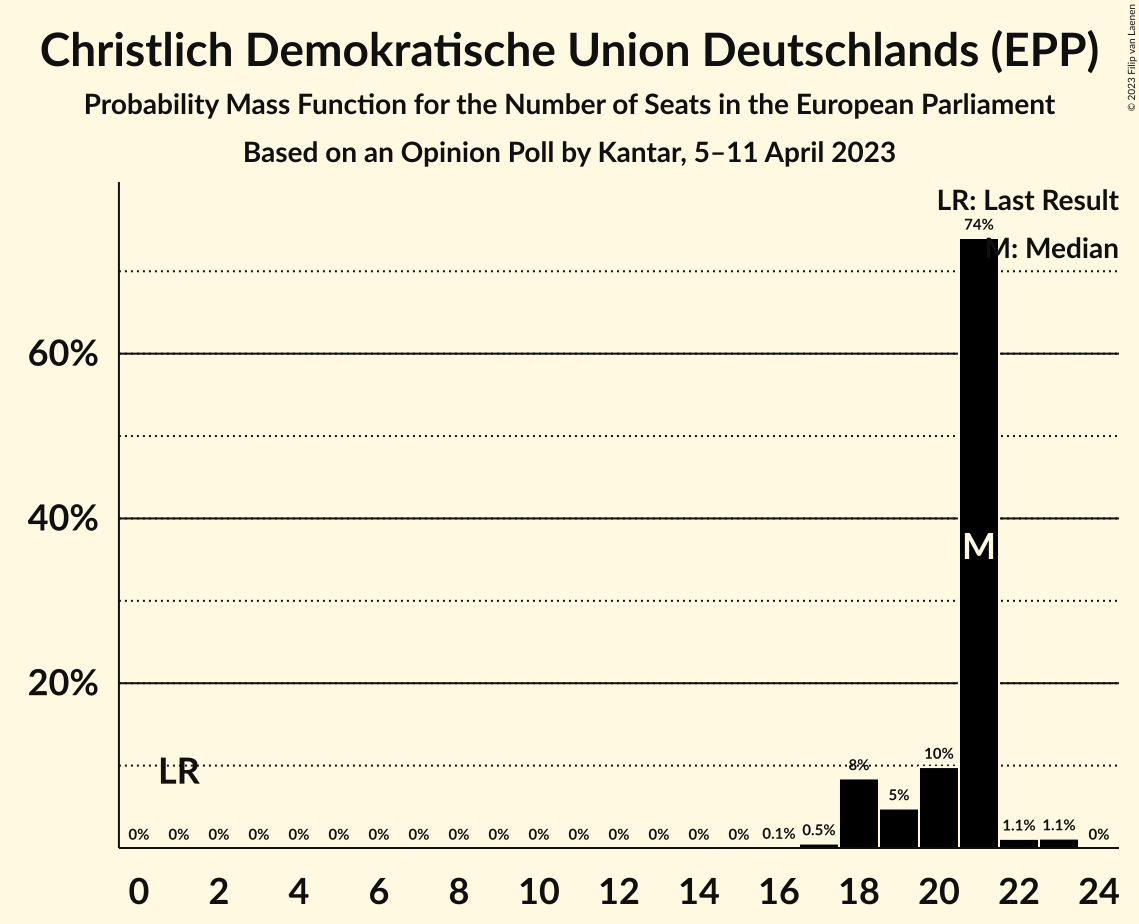 Christlich Demokratische Union Deutschlands (EPP)
Probability Mass Function for the Number of Seats in the European Parliament
Based on an Opinion Poll by Kantar, 5–11 April 2023
© 2023 Filip van Laenen
LR: Last Result
M: Median
74%
60%
40%
M
20%
LR
0% 0% 0% 0% 0% 0% 0% 0% 0% 0% 0% 0% 0% 0% 0% 0% 0.1% 0.5% 8% 5% 10% 1.1% 1.1% 0%
0 2 4 6 8 10 12 14 16 18 20 22 24